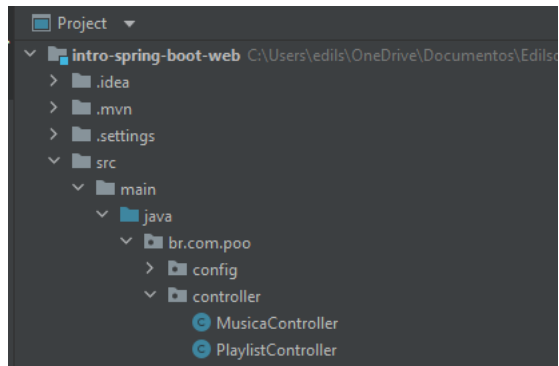 Project
intro-spring-boot-web C:\Users\edils\OneDrive\Documentos\Edilsc
.idea
.mvn
.settings
src
main
java
br.com.poo
config
controller
MusicaController
PlaylistController